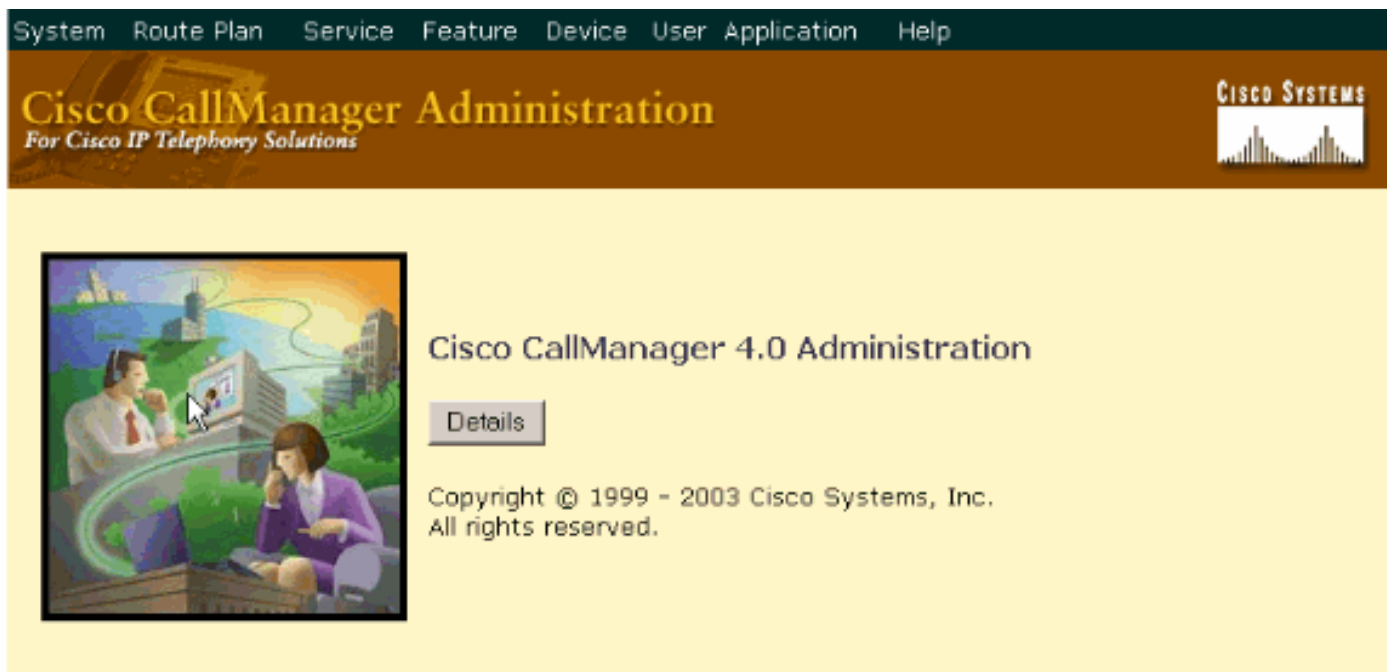 System Route Plan Service Feature Device User Application Help
Cisco CallManager Administration
For Cisco IP Telephony Solutions
CISCO SYSTEMS
Cisco CallManager 4.0 Administration
Details
Copyright © 1999 - 2003 Cisco Systems, Inc.
All rights reserved.